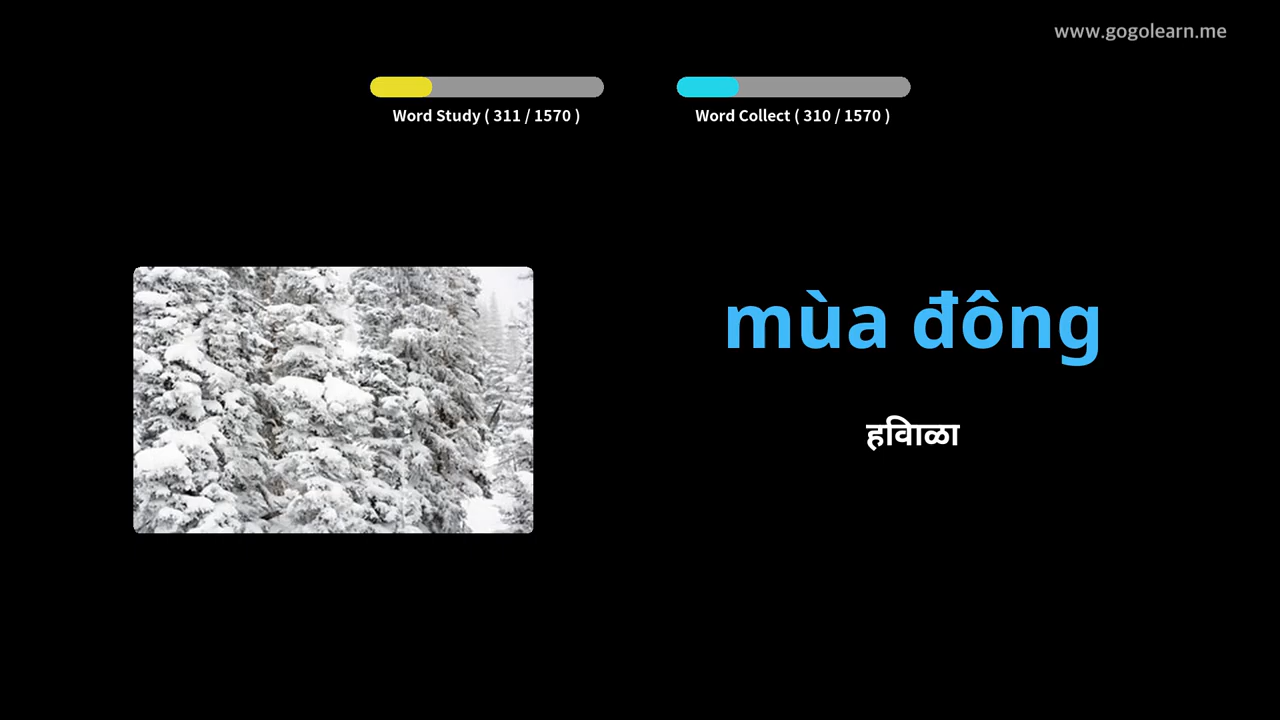 www.gogolearn.me
Word Study ( 311 / 1570 )
Word Collect ( 310 / 1570 )
mùa đông
हिवाळा